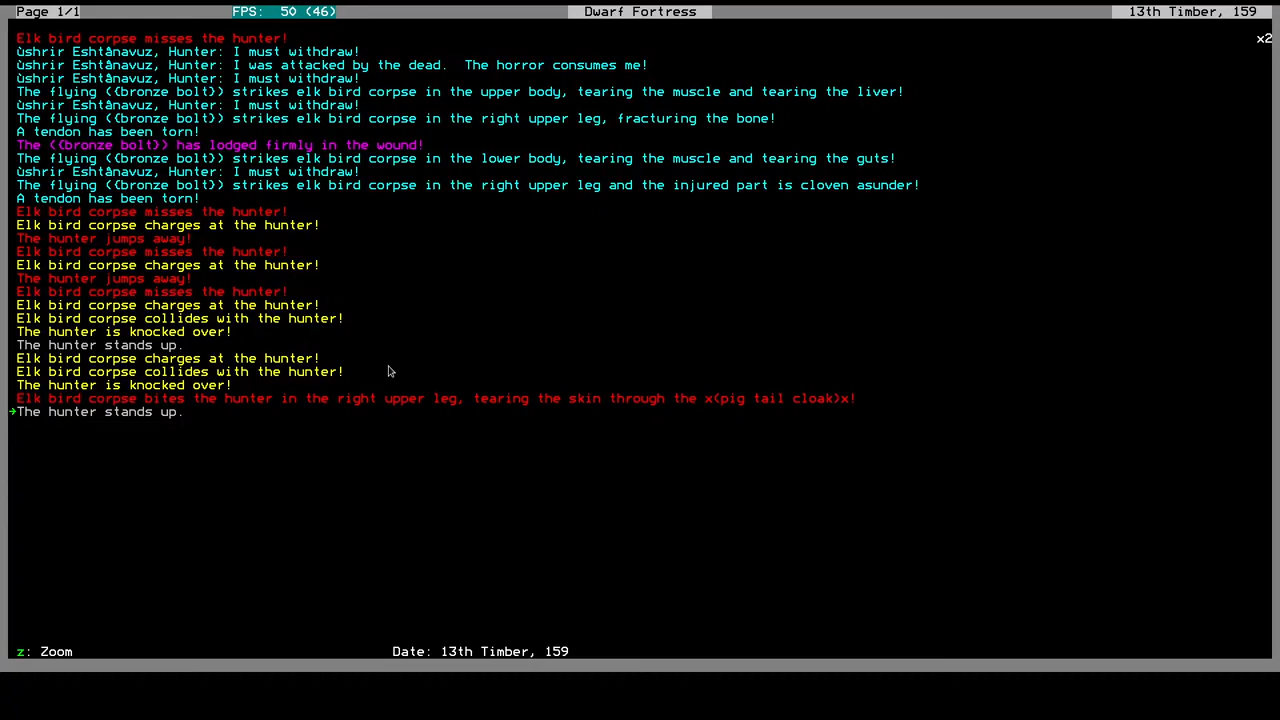 Page 1/1 FPS: 50 (46) Dwarf Fortress 13th Timber, 159
Elk bird corpse misses the hunter! x2
ùshrir Eshtânavuz, Hunter: I must withdraw!
ùshrir Eshtânavuz, Hunter: I was attacked by the dead.  The horror consumes me!
ùshrir Eshtânavuz, Hunter: I must withdraw!
The flying ({bronze bolt}) strikes elk bird corpse in the upper body, tearing the muscle and tearing the liver!
ùshrir Eshtânavuz, Hunter: I must withdraw!
The flying ({bronze bolt}) strikes elk bird corpse in the right upper leg, fracturing the bone!
A tendon has been torn!
The ({bronze bolt}) has lodged firmly in the wound!
The flying ({bronze bolt}) strikes elk bird corpse in the lower body, tearing the muscle and tearing the guts!
ùshrir Eshtânavuz, Hunter: I must withdraw!
The flying ({bronze bolt}) strikes elk bird corpse in the right upper leg and the injured part is cloven asunder!
A tendon has been torn!
Elk bird corpse misses the hunter!
Elk bird corpse charges at the hunter!
The hunter jumps away!
Elk bird corpse misses the hunter!
Elk bird corpse charges at the hunter!
The hunter jumps away!
Elk bird corpse misses the hunter!
Elk bird corpse charges at the hunter!
Elk bird corpse collides with the hunter!
The hunter is knocked over!
The hunter stands up.
Elk bird corpse charges at the hunter!
Elk bird corpse collides with the hunter!
The hunter is knocked over!
Elk bird corpse bites the hunter in the right upper leg, tearing the skin through the x(pig tail cloak)x!
→The hunter stands up.
z: Zoom Date: 13th Timber, 159